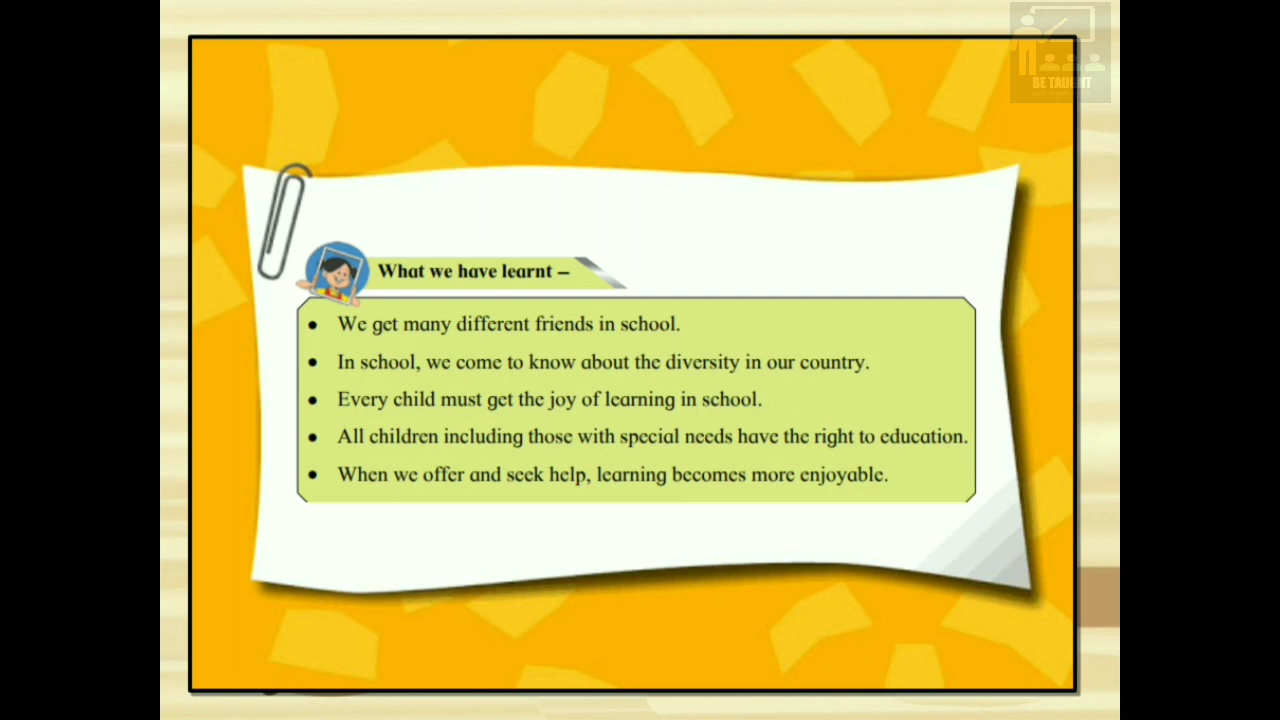 BE TAUGHT
What we have learnt –
• We get many different friends in school.
• In school, we come to know about the diversity in our country.
• Every child must get the joy of learning in school.
• All children including those with special needs have the right to education.
• When we offer and seek help, learning becomes more enjoyable.